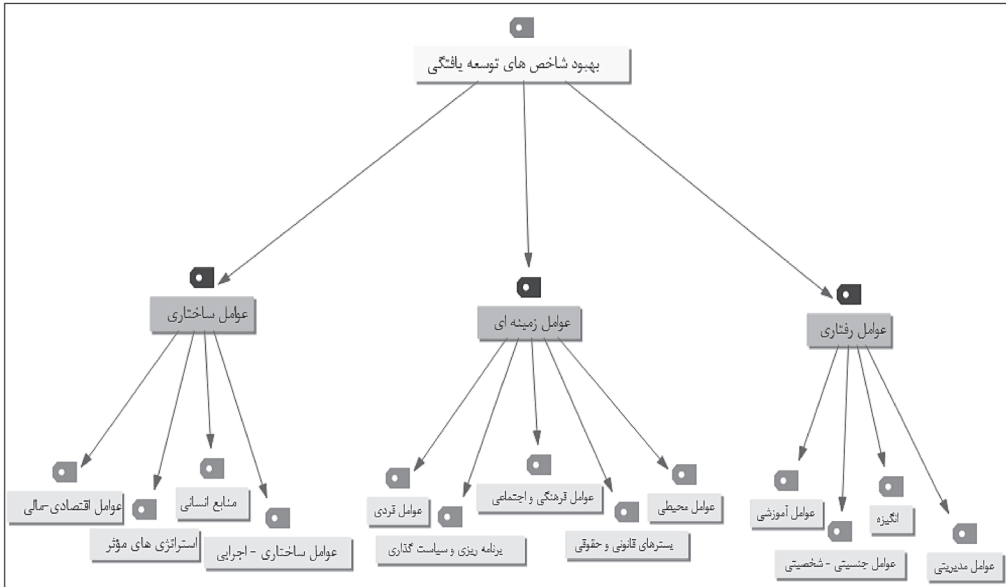 بهبود شاخص های توسعه یافتگی
عوامل رفتاری
عوامل زمینه ای
عوامل ساختاری
عوامل مدیریتی
انگیزه
عوامل جنسیتی - شخصیتی
عوامل آموزشی
عوامل محیطی
بسترهای قانونی و حقوقی
عوامل فرهنگی و اجتماعی
برنامه ریزی و سیاست گذاری
عوامل فردی
عوامل ساختاری - اجرایی
منابع انسانی
استراتژی های مؤثر
عوامل اقتصادی-مالی